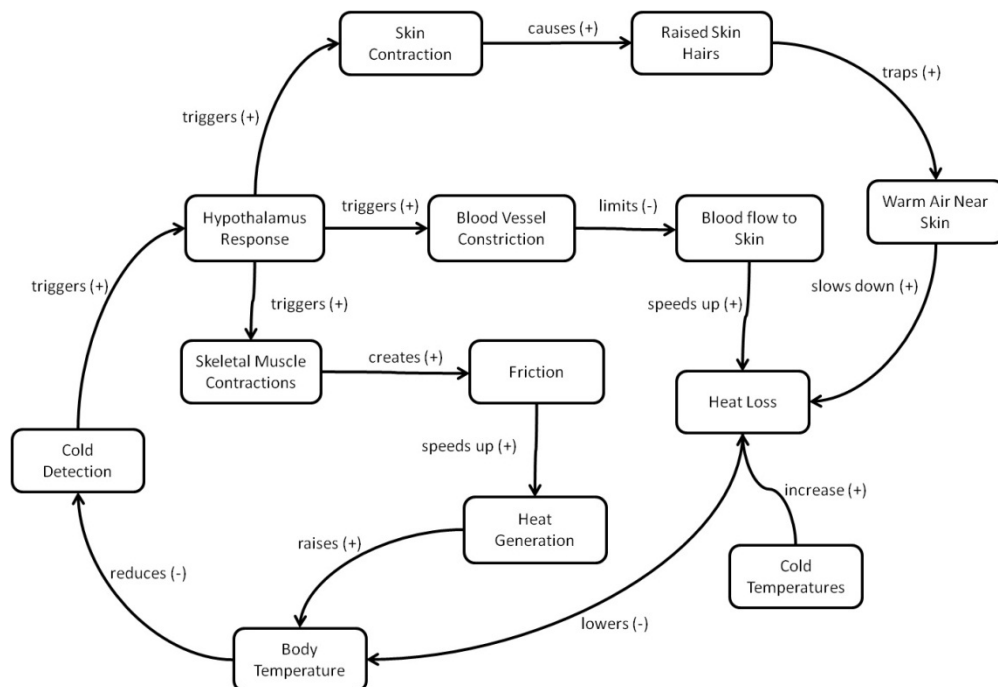 Skin
Contraction
causes (+)
Raised Skin
Hairs
traps (+)
triggers (+)
Hypothalamus
Response
triggers (+)
Blood Vessel
Constriction
limits (-)
Blood flow to
Skin
Warm Air Near
Skin
triggers (+)
triggers (+)
speeds up (+)
slows down (+)
Skeletal Muscle
Contractions
creates (+)
Friction
Heat Loss
Cold
Detection
speeds up (+)
increase (+)
Heat
Generation
raises (+)
Cold
Temperatures
reduces (-)
lowers (-)
Body
Temperature